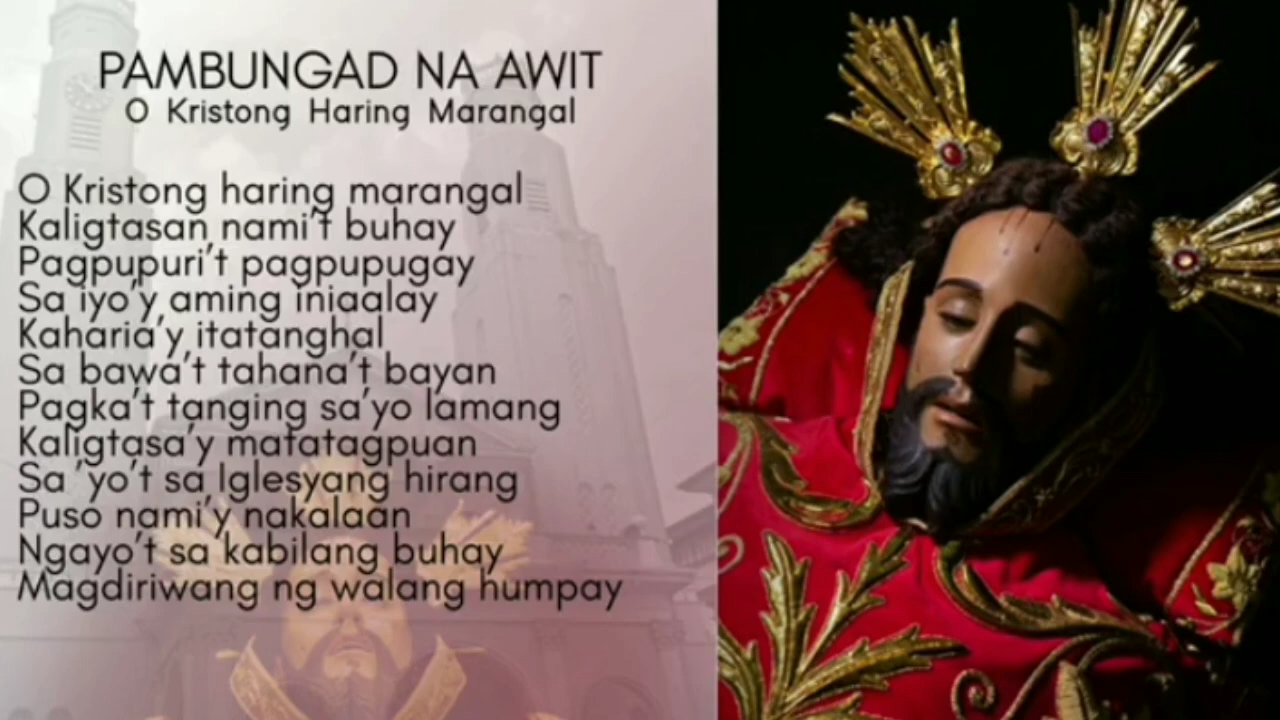 PAMBUNGAD NA AWIT
O Kristong Haring Marangal
O Kristong haring marangal
Kaligtasan nami't buhay
Pagpupuri't pagpupugay
Sa iyo'y aming iniaalay
Kaharia'y itatanghal
Sa bawa't tahana't bayan
Pagka't tanging sa'yo lamang
Kaligtasa'y matatagpuan
Sa 'yo't sa Iglesyang hirang
Puso nami'y nakalaan
Ngayo't sa kabilang buhay
Magdiriwang ng walang humpay